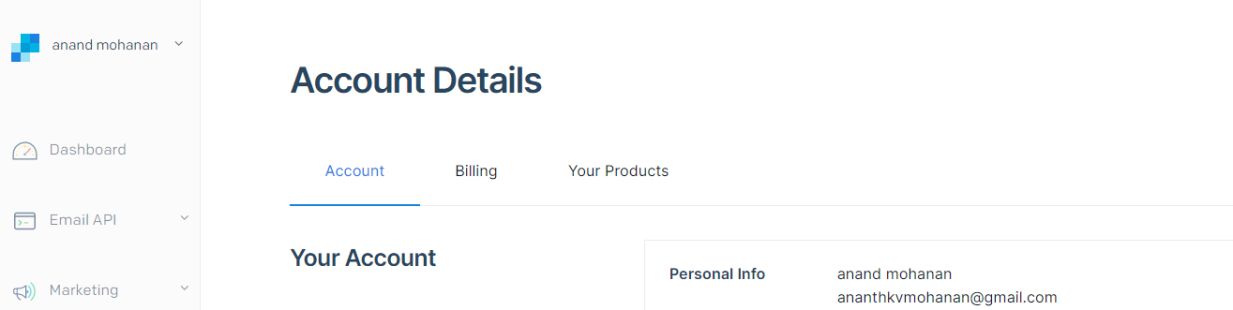 anand mohanan
Account Details
Dashboard
Account Billing Your Products
Email API
Your Account
Personal Info anand mohanan
ananthkvmohanan@gmail.com
Marketing